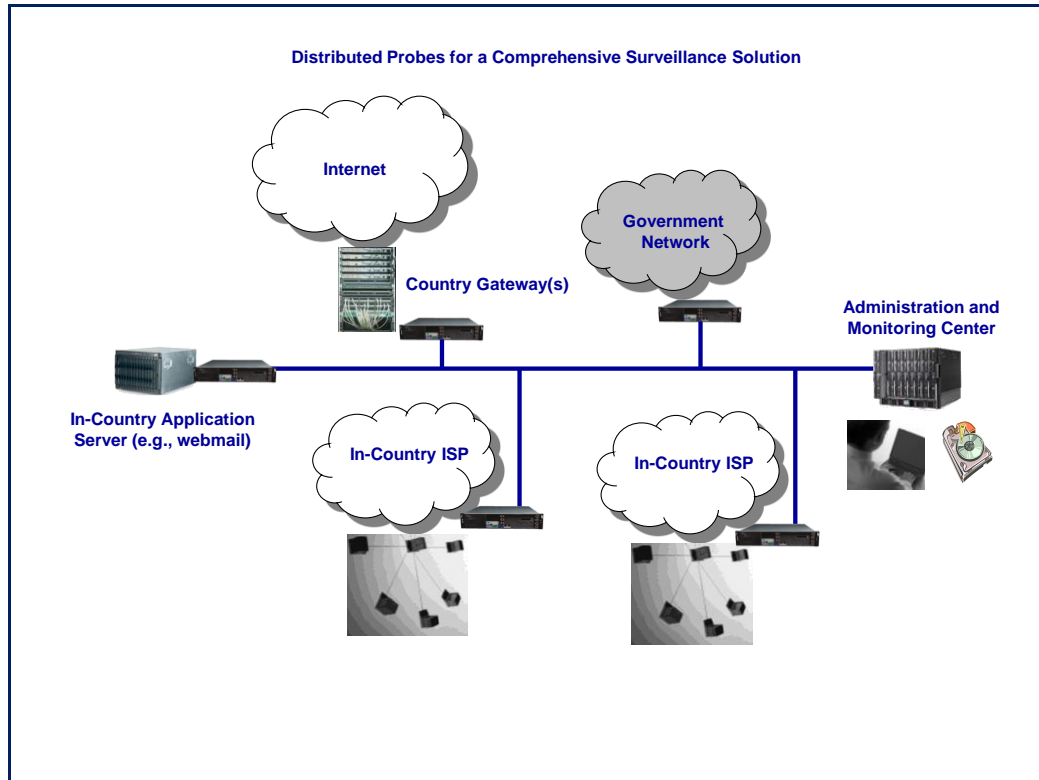 Distributed Probes for a Comprehensive Surveillance Solution
Internet
Government
Network
Country Gateway(s)
Administration and
Monitoring Center
In-Country Application
Server (e.g., webmail)
In-Country ISP
In-Country ISP